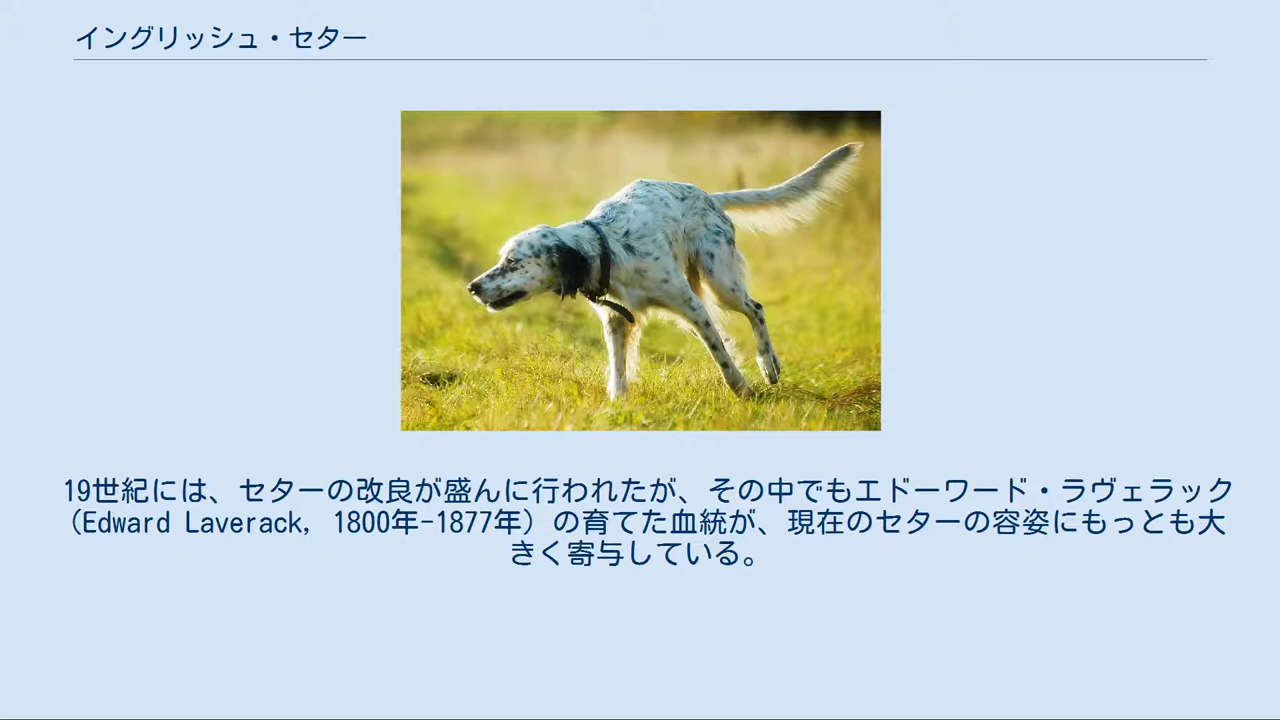 イングリッシュ・セター
19世紀には、セターの改良が盛んに行われたが、その中でもエドーワード・ラヴェラック
（Edward Laverack, 1800年-1877年）の育てた血統が、現在のセターの容姿にもっとも大
きく寄与している。